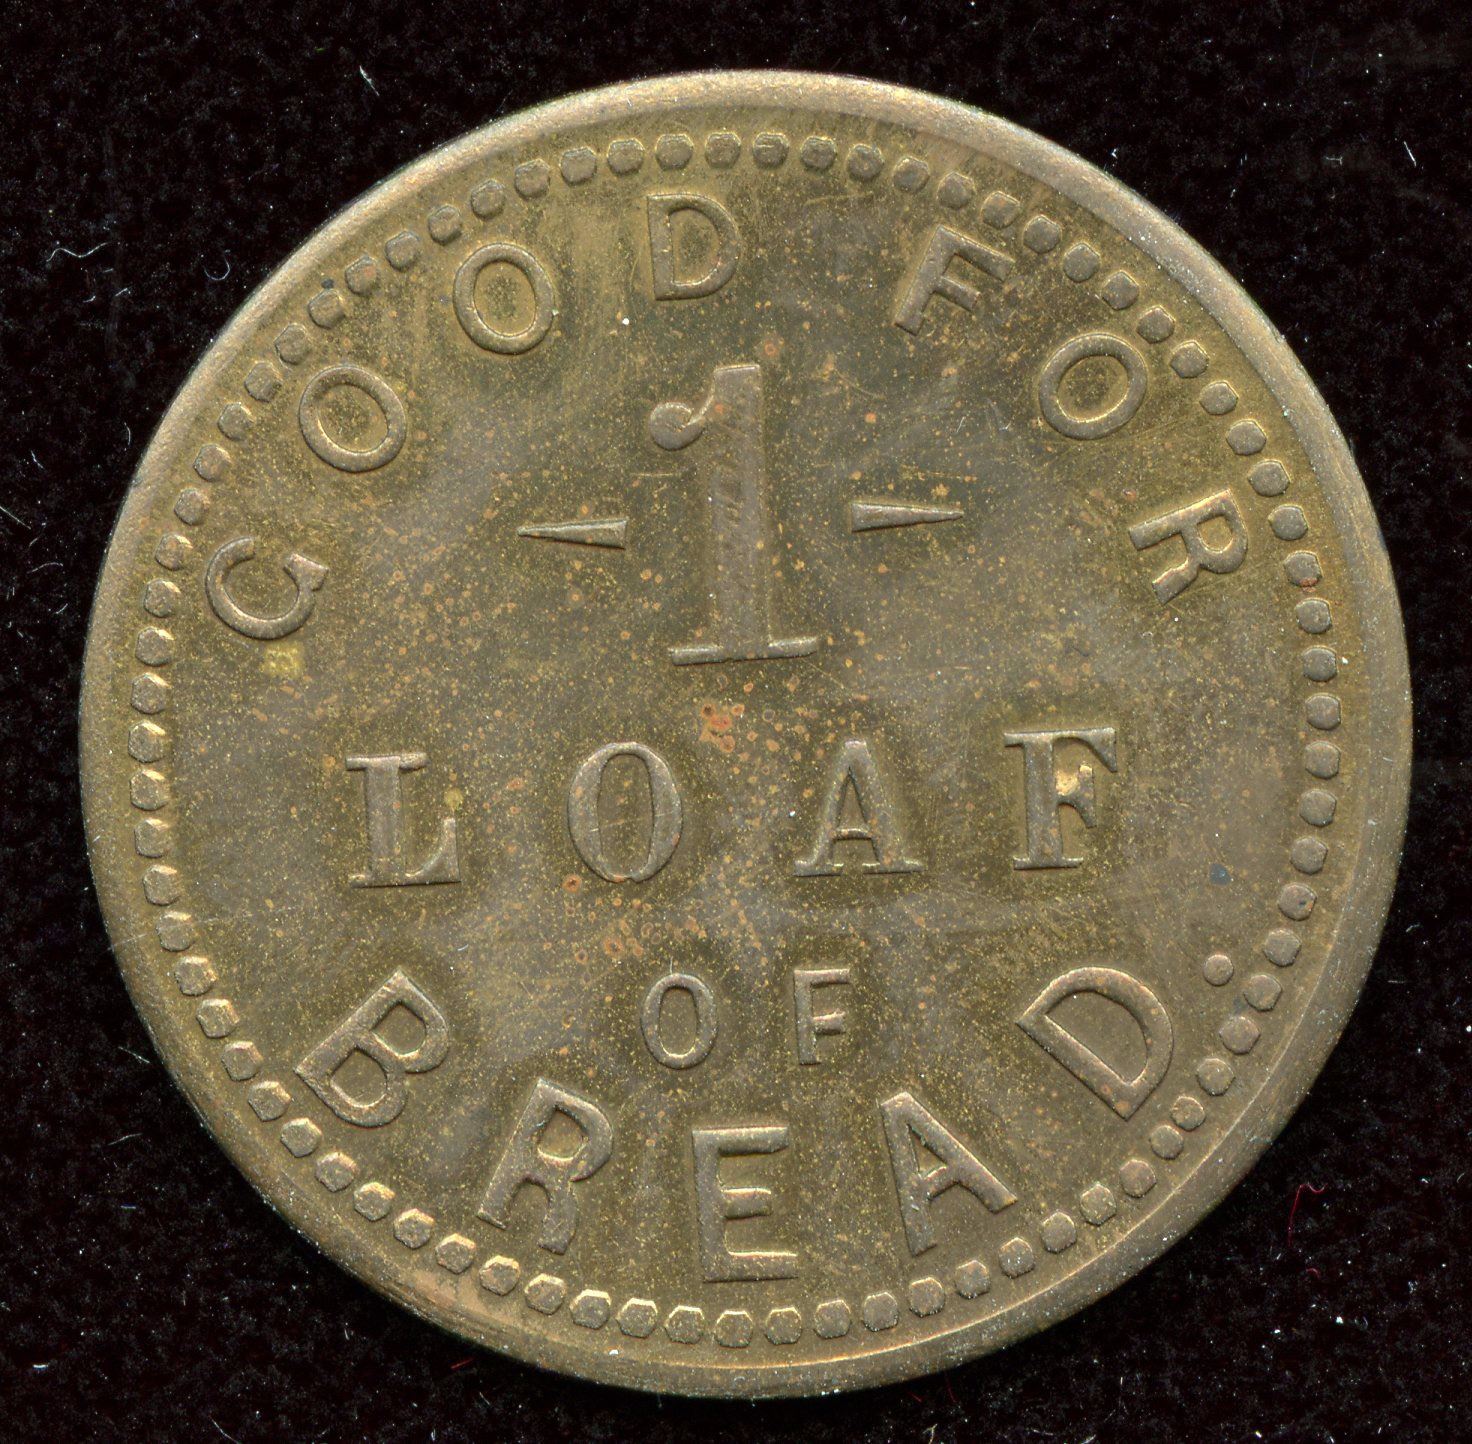 GOOD FOR
- 1 -
LOAF
OF
BREAD.